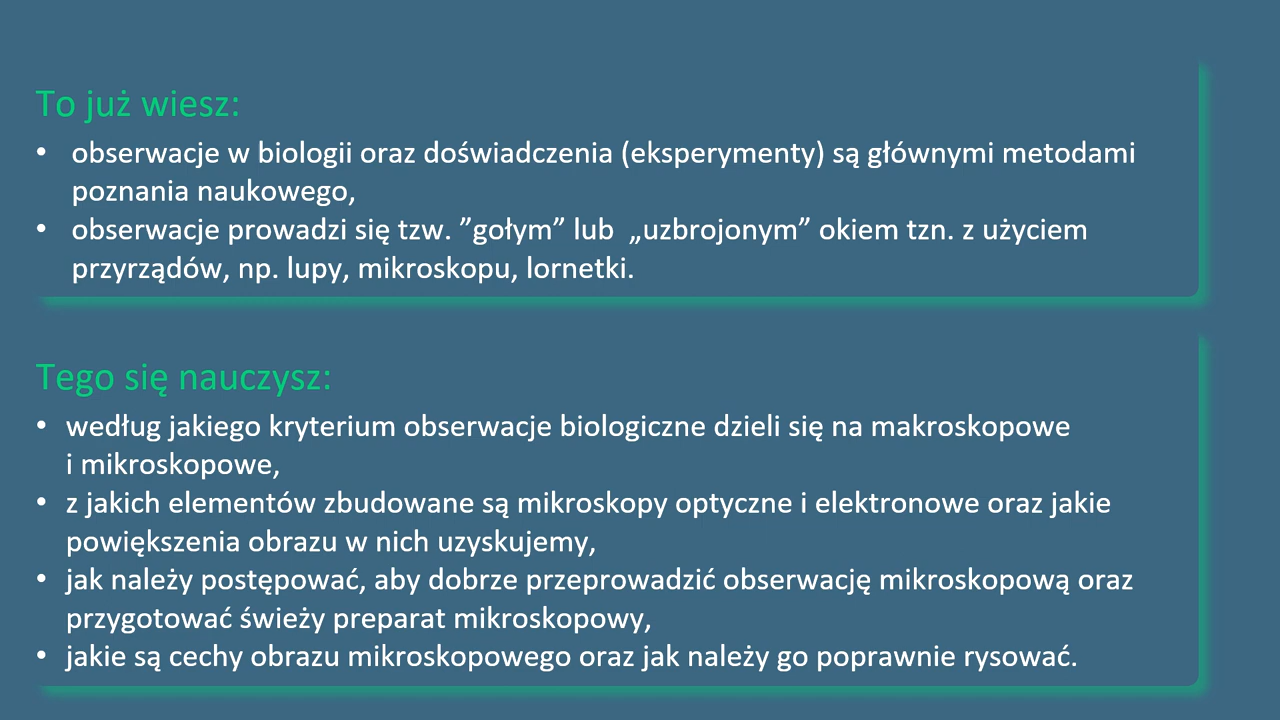 To już wiesz:
• obserwacje w biologii oraz doświadczenia (eksperymenty) są głównymi metodami
poznania naukowego,
• obserwacje prowadzi się tzw. ”gołym” lub „uzbrojonym” okiem tzn. z użyciem
przyrządów, np. lupy, mikroskopu, lornetki.
Tego się nauczysz:
• według jakiego kryterium obserwacje biologiczne dzieli się na makroskopowe
i mikroskopowe,
• z jakich elementów zbudowane są mikroskopy optyczne i elektronowe oraz jakie
powiększenia obrazu w nich uzyskujemy,
• jak należy postępować, aby dobrze przeprowadzić obserwację mikroskopową oraz
przygotować świeży preparat mikroskopowy,
• jakie są cechy obrazu mikroskopowego oraz jak należy go poprawnie rysować.